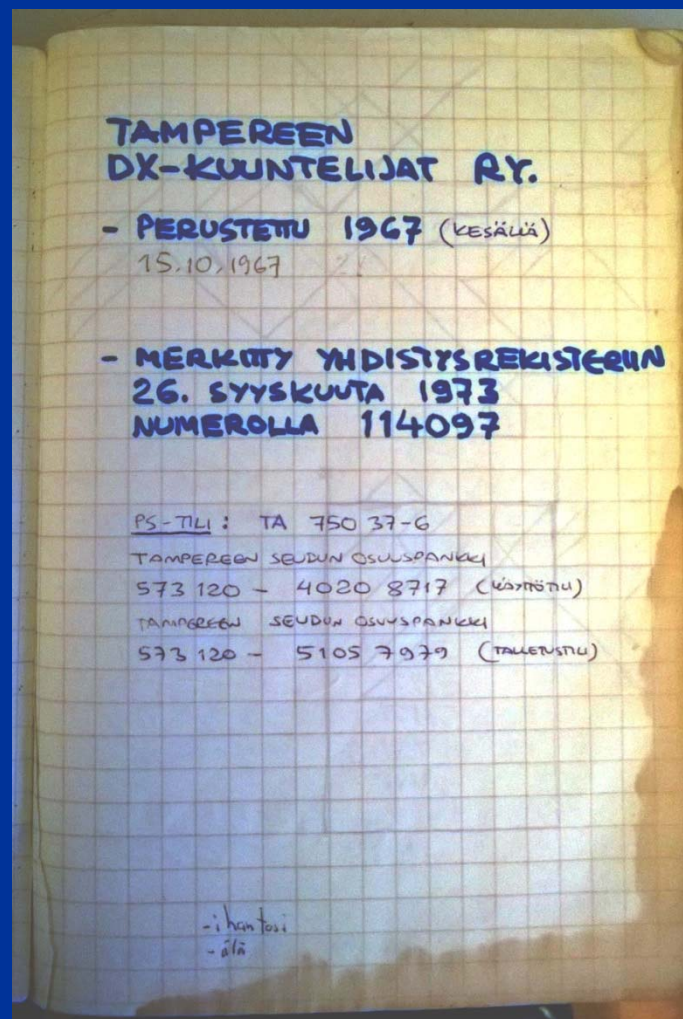 TAMPEREEN
DX-KUUNTELIJAT RY.
- PERUSTETTU 1967 (KESÄLLÄ)
15.10.1967 ?!
- MERKITTY YHDISTYSREKISTERIIN
26. SYYSKUUTA 1973
NUMEROLLA 114097
PS-TILI: TA 750 37-6
TAMPEREEN SEUDUN OSUUSPANKKI
573 120 - 4020 8717 (KÄYTTÖTILI)
TAMPEREEN SEUDUN OSUUSPANKKI
573 120 - 5105 7979 (TALLETUSTILI)
- ihan tosi
- älä